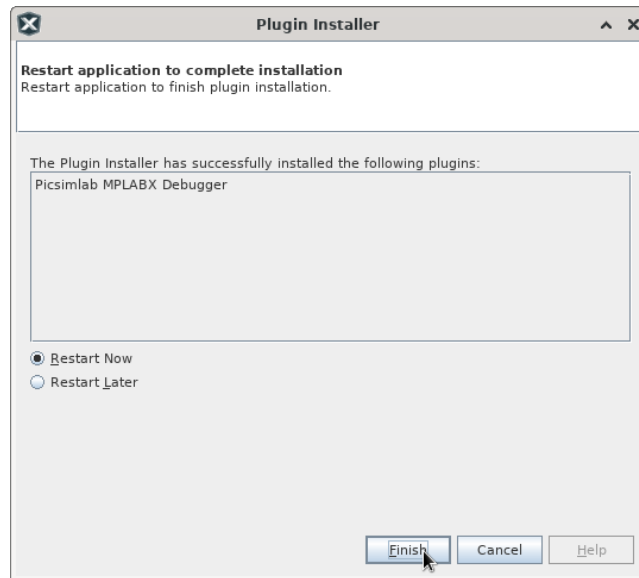 Plugin Installer
Restart application to complete installation
Restart application to finish plugin installation.
The Plugin Installer has successfully installed the following plugins:
Picsimlab MPLABX Debugger
Restart Now
Restart Later
Finish
Cancel
Help